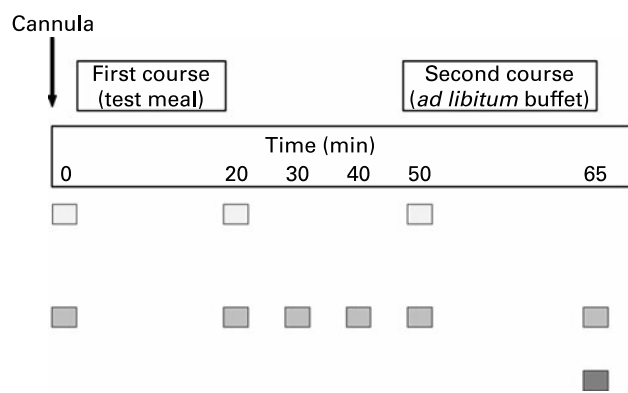 Cannula
First course
(test meal)
Second course
(ad libitum buffet)
Time (min)
0 20 30 40 50 65